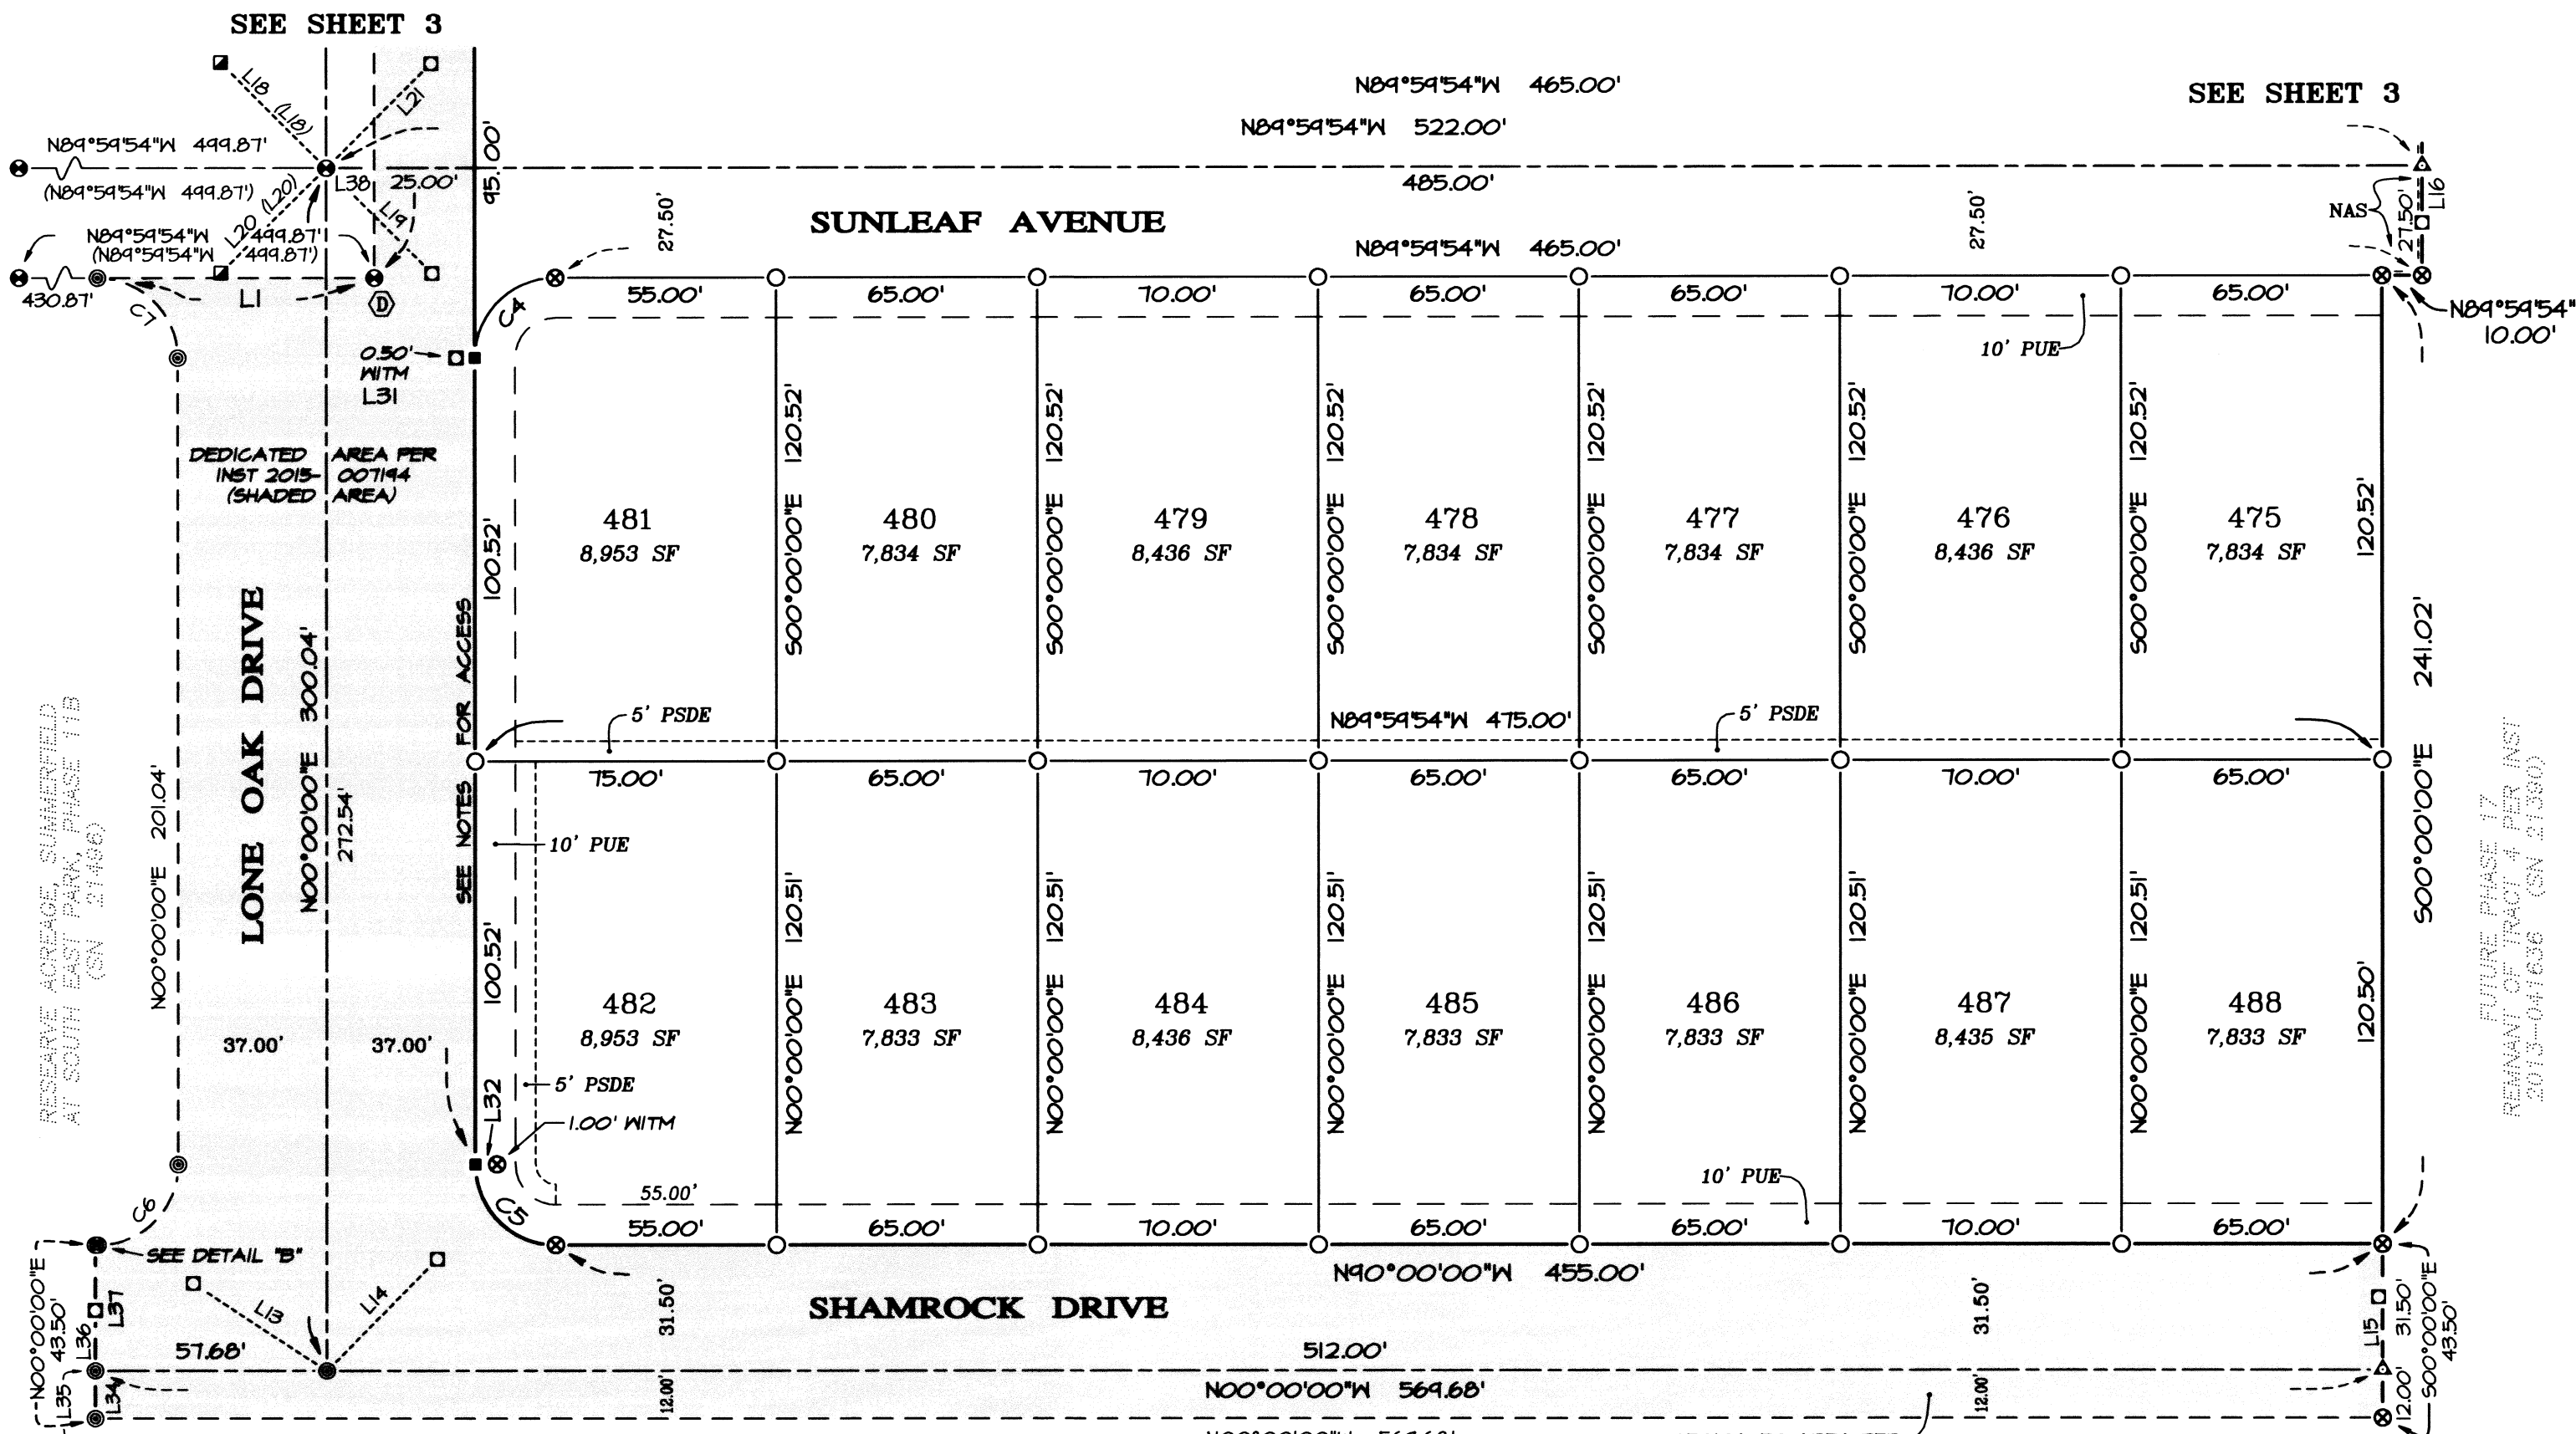 SEE SHEET 3
N89°59'54"W 465.00'
SEE SHEET 3
N89°59'54"W 522.00'
L18 (L18)
L21
N89°59'54"W 499.87'
95.00'
L38 25.00'
485.00'
(N89°59'54"W 499.87')
L20 (L20)
L19
27.50'
SUNLEAF AVENUE
27.50'
NAS
27.50'
L16
N89°59'54"W 499.87'
(N89°59'54"W 499.87')
N89°59'54"W 465.00'
430.87'
L1
D
C7
C4
55.00'
65.00'
70.00'
65.00'
65.00'
70.00'
65.00'
N89°59'54"
10.00'
0.50'
WITM
L31
10' PUE
DEDICATED AREA PER
INST 2015-007194
(SHADED AREA)
100.52'
S00°00'00"E 120.52'
S00°00'00"E 120.52'
S00°00'00"E 120.52'
S00°00'00"E 120.52'
S00°00'00"E 120.52'
S00°00'00"E 120.52'
120.52'
481
8,953 SF
480
7,834 SF
479
8,436 SF
478
7,834 SF
477
7,834 SF
476
8,436 SF
475
7,834 SF
LONE OAK DRIVE
N00°00'00"E 300.04'
272.54'
N00°00'00"E 201.04'
SEE NOTES FOR ACCESS
S00°00'00"E 241.02'
RESERVE ACREAGE, SUMMERFIELD
AT SOUTH EAST PARK, PHASE 11B
(SN 21496)
FUTURE PHASE 17
REMNANT OF TRACT 4 PER INST
2013-041636 (SN 21380)
5' PSDE
N89°59'54"W 475.00'
5' PSDE
75.00'
65.00'
70.00'
65.00'
65.00'
70.00'
65.00'
10' PUE
100.52'
N00°00'00"E 120.51'
N00°00'00"E 120.51'
N00°00'00"E 120.51'
N00°00'00"E 120.51'
N00°00'00"E 120.51'
N00°00'00"E 120.51'
120.50'
482
8,953 SF
483
7,833 SF
484
8,436 SF
485
7,833 SF
486
7,833 SF
487
8,435 SF
488
7,833 SF
37.00'
37.00'
L32
5' PSDE
1.00' WITM
10' PUE
55.00'
C6
C5
55.00'
65.00'
70.00'
65.00'
65.00'
70.00'
65.00'
SEE DETAIL "B"
N90°00'00"W 455.00'
N00°00'00"E
43.50'
L37
L36
L13
L14
31.50'
SHAMROCK DRIVE
31.50'
L15
31.50'
S00°00'00"E
43.50'
57.68'
512.00'
L35
L34
12.00'
N00°00'00"W 569.68'
12.00'
12.00'